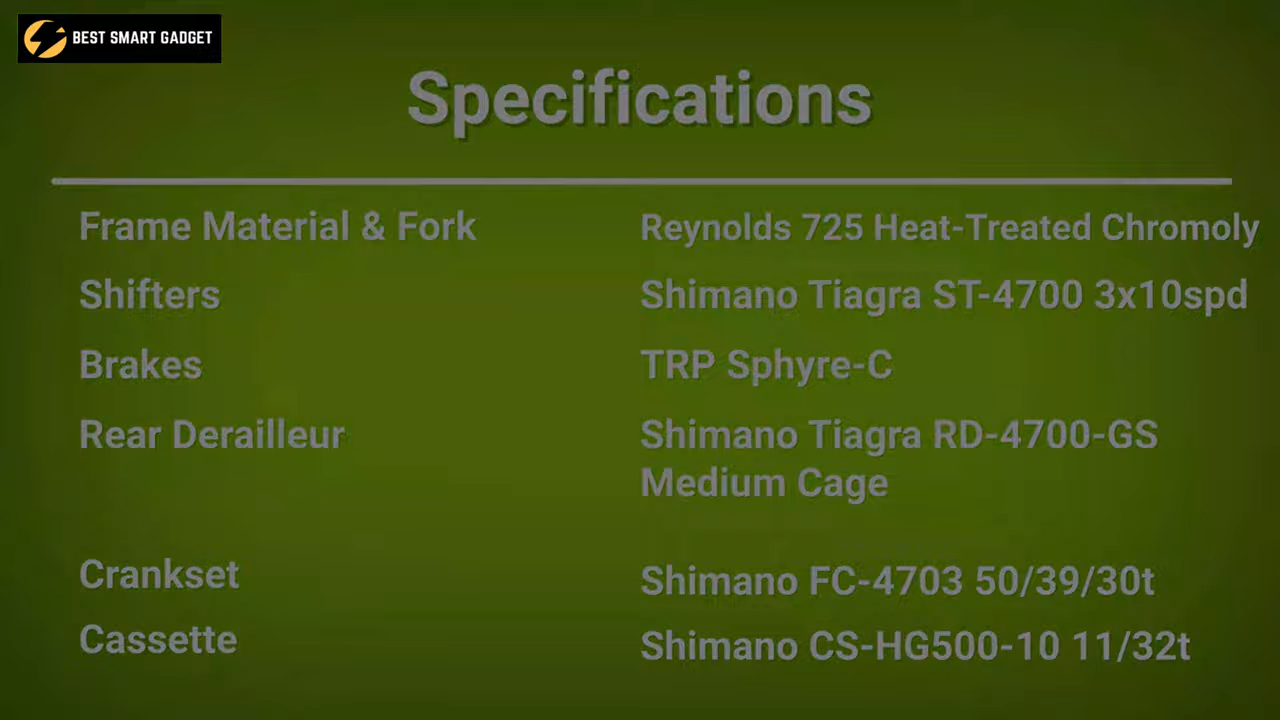 BEST SMART GADGET
Specifications
Frame Material & Fork Reynolds 725 Heat-Treated Chromoly
Shifters Shimano Tiagra ST-4700 3x10spd
Brakes TRP Sphyre-C
Rear Derailleur Shimano Tiagra RD-4700-GS
Medium Cage
Crankset Shimano FC-4703 50/39/30t
Cassette Shimano CS-HG500-10 11/32t